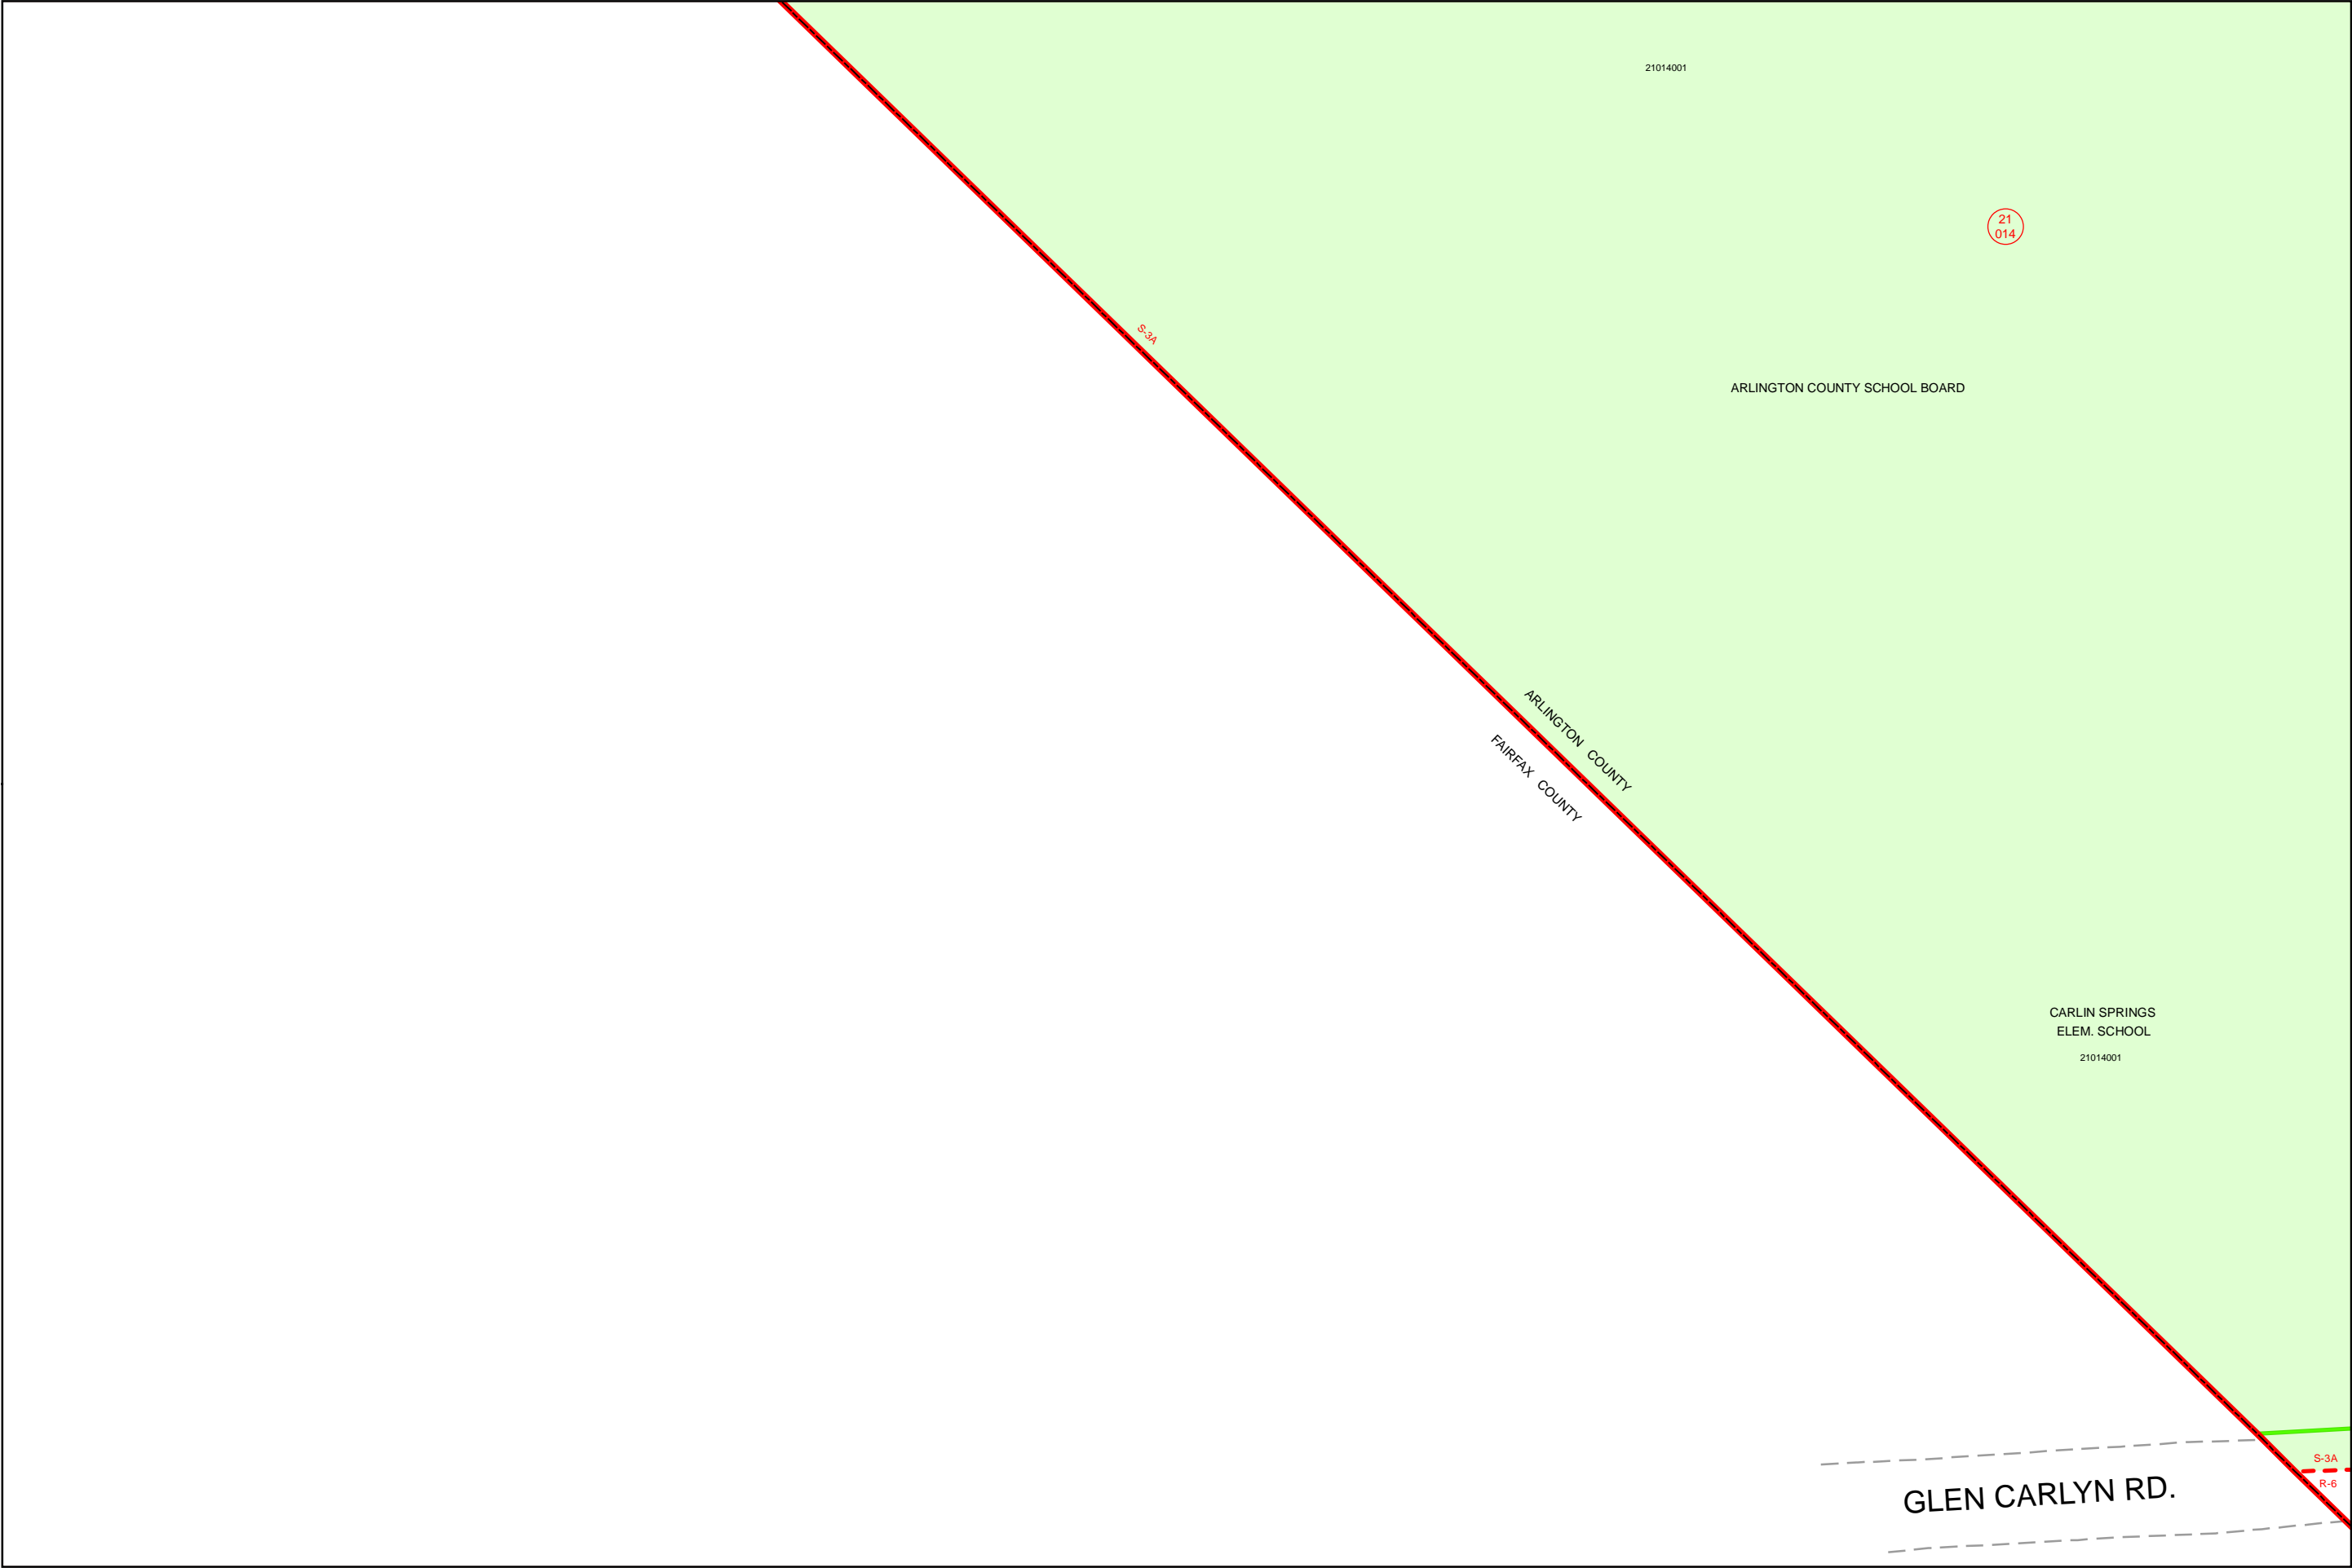 21014001
21
014
S-3A
ARLINGTON COUNTY SCHOOL BOARD
ARLINGTON COUNTY
FAIRFAX COUNTY
CARLIN SPRINGS
ELEM. SCHOOL
21014001
S-3A
R-6
GLEN CARLYN RD.